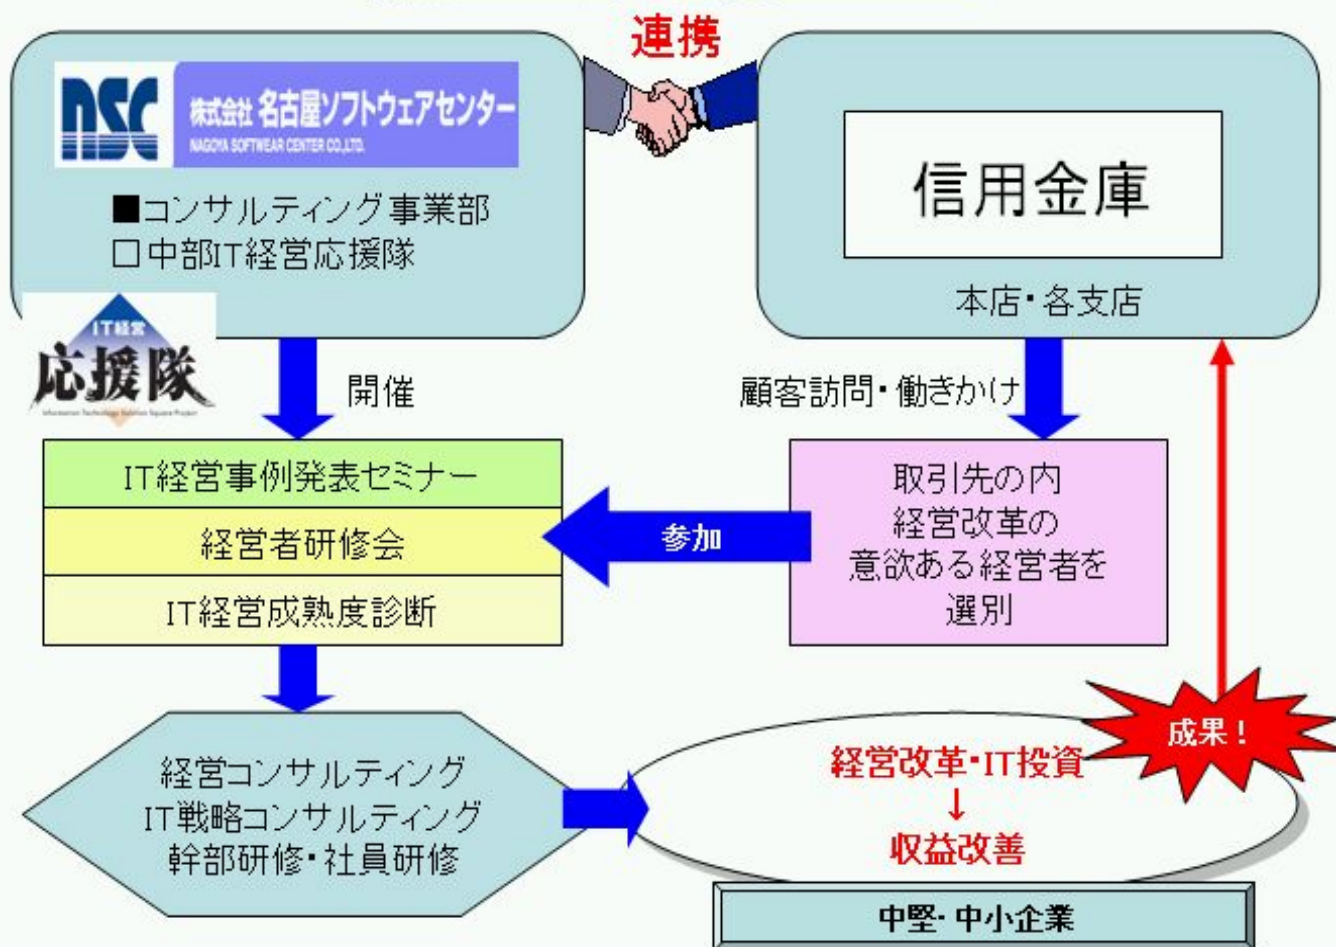 連携
nsc
株式会社 名古屋ソフトウェアセンター
NAGOYA SOFTWEAR CENTER CO.,LTD.
■コンサルティング事業部
□中部IT経営応援隊
信用金庫
本店・各支店
IT経営
応援隊
開催
顧客訪問・働きかけ
IT経営事例発表セミナー
経営者研修会
IT経営成熟度診断
参加
取引先の内
経営改革の
意欲ある経営者を
選別
経営コンサルティング
IT戦略コンサルティング
幹部研修・社員研修
成果！
経営改革・IT投資
↓
収益改善
中堅・中小企業